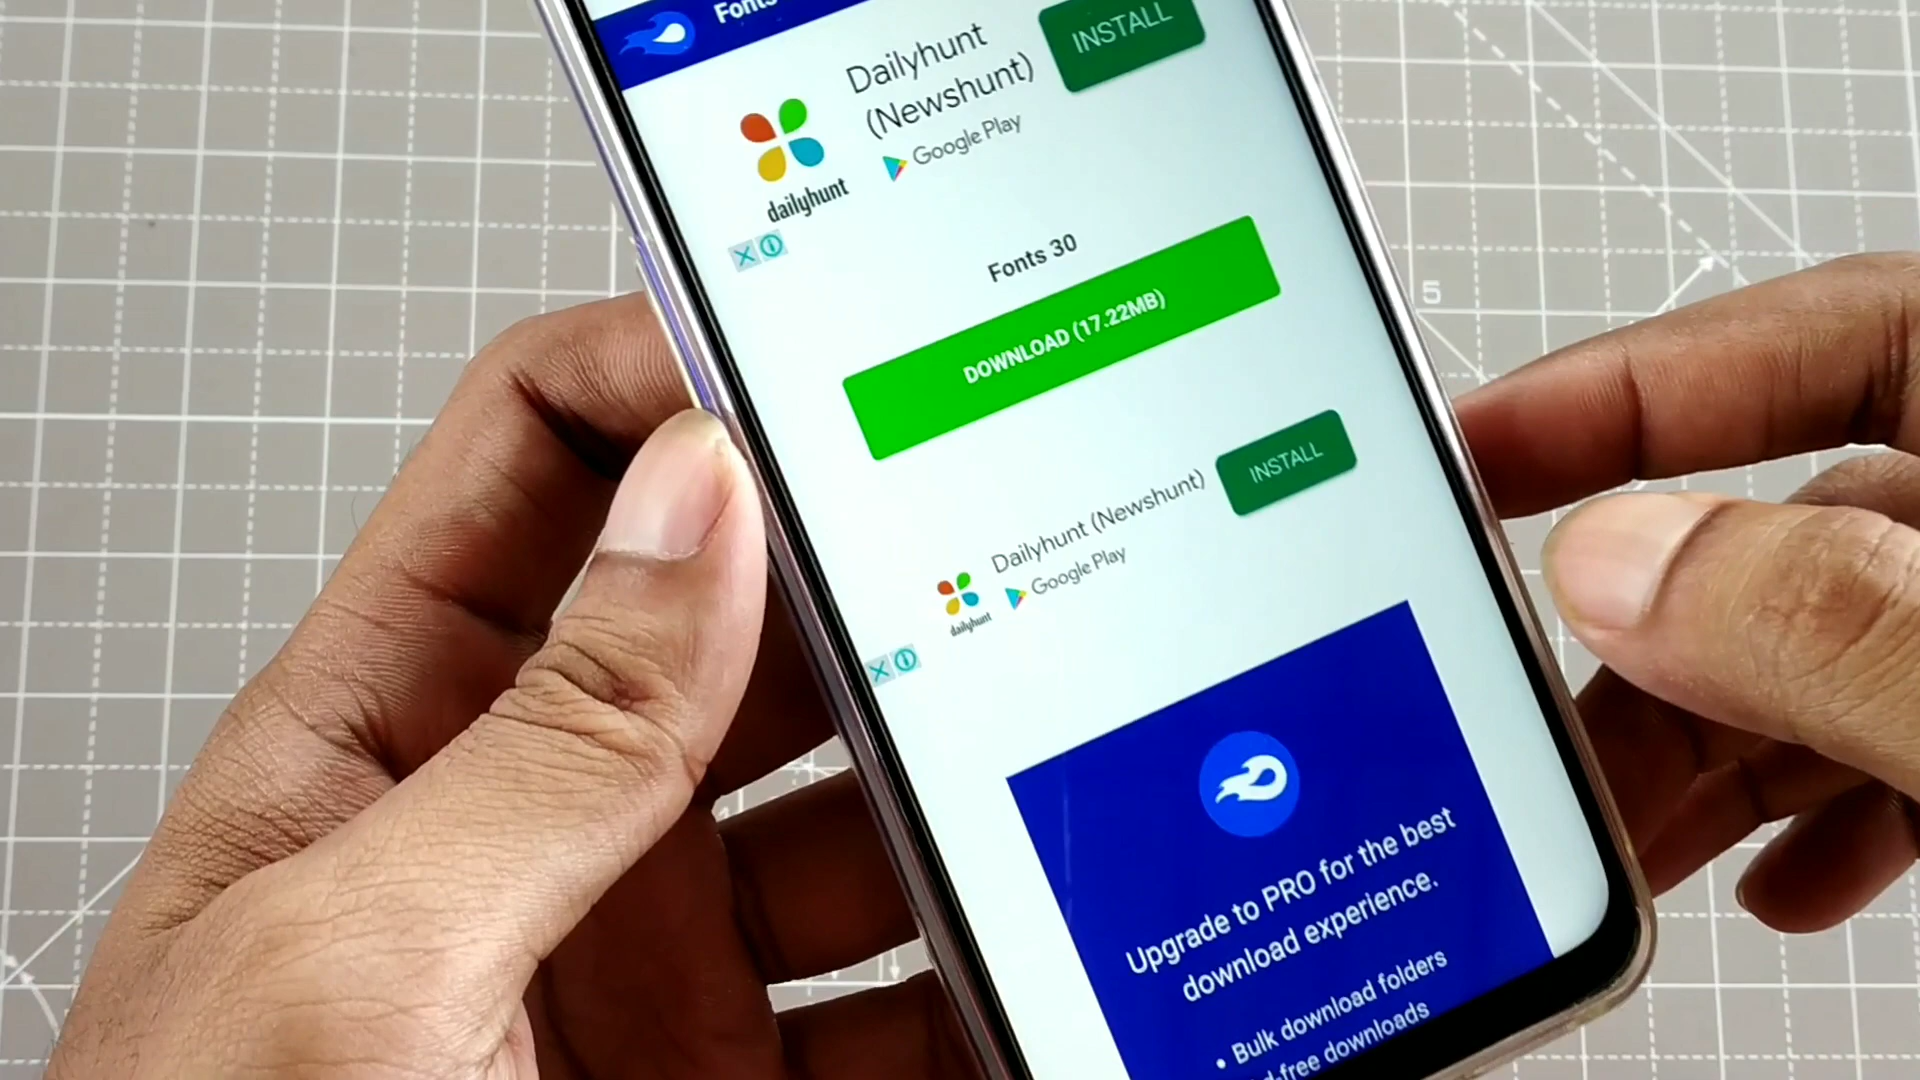 Fonts
Dailyhunt
(Newshunt)
INSTALL
Google Play
dailyhunt
Fonts 30
DOWNLOAD (17.22MB)
5
Dailyhunt (Newshunt)
INSTALL
Google Play
dailyhunt
Upgrade to PRO for the best
download experience.
• Bulk download folders
d-free downloads